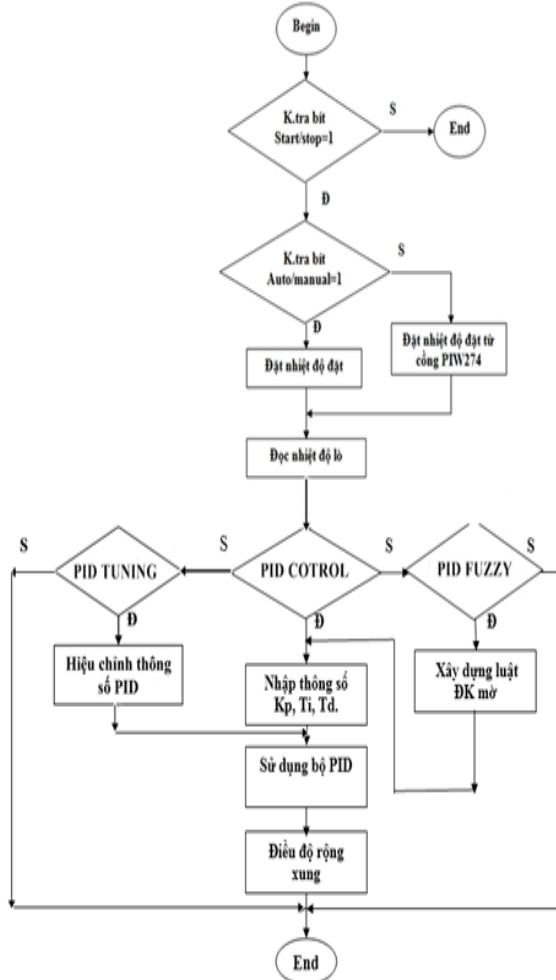 Begin
K.tra bit
Start/stop=1
S
End
Đ
K.tra bit
Auto/manual=1
S
Đ
Đặt nhiệt độ đặt
Đặt nhiệt độ đặt từ
cổng PIW274
Đọc nhiệt độ lò
S
PID TUNING
S
PID COTROL
S
PID FUZZY
S
Đ
Đ
Đ
Hiệu chỉnh thông
số PID
Nhập thông số
Kp, Ti, Td.
Xây dựng luật
ĐK mờ
Sử dụng bộ PID
Điều độ rộng
xung
End